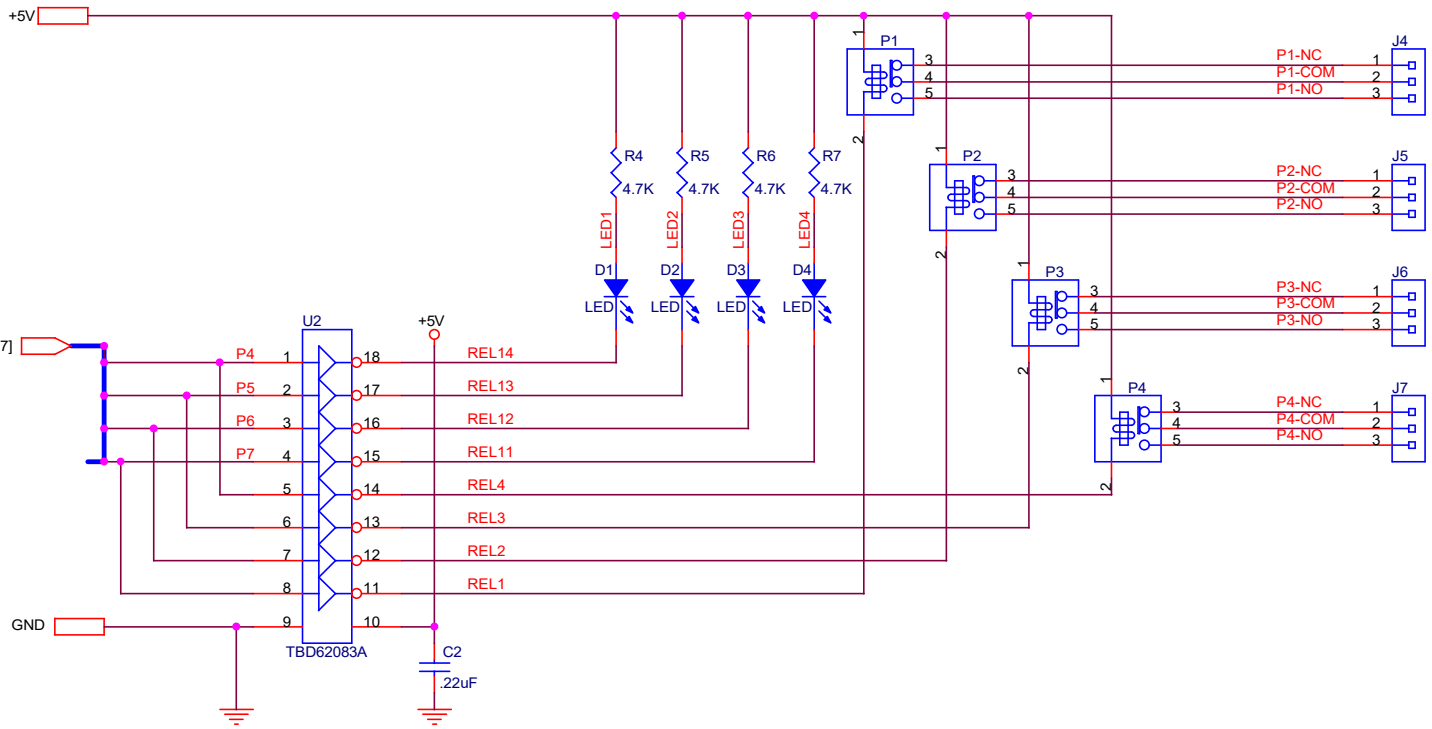 +5V
P1
1
3
4
5
2
P1-NC
P1-COM
P1-NO
J4
1
2
3
R4
4.7K
R5
4.7K
R6
4.7K
R7
4.7K
P2
1
3
4
5
2
P2-NC
P2-COM
P2-NO
J5
1
2
3
LED1
LED2
LED3
LED4
D1
LED
D2
LED
D3
LED
D4
LED
P3
1
3
4
5
2
P3-NC
P3-COM
P3-NO
J6
1
2
3
P4
1
3
4
5
2
P4-NC
P4-COM
P4-NO
J7
1
2
3
7]
U2
+5V
P4
1
18
REL14
P5
2
17
REL13
P6
3
16
REL12
P7
4
15
REL11
5
14
REL4
6
13
REL3
7
12
REL2
8
11
REL1
GND
9
10
TBD62083A
C2
.22uF